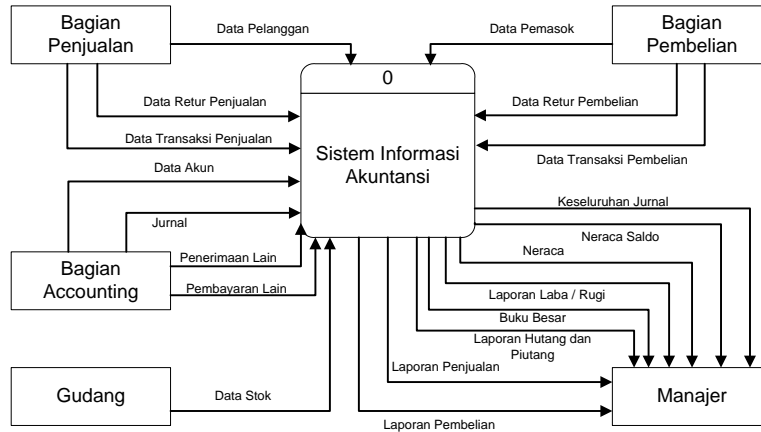 Bagian
Penjualan
Data Pelanggan
Data Pemasok
Bagian
Pembelian
0
Data Retur Penjualan
Data Retur Pembelian
Data Transaksi Penjualan
Sistem Informasi
Akuntansi
Data Transaksi Pembelian
Data Akun
Keseluruhan Jurnal
Jurnal
Neraca Saldo
Bagian
Accounting
Penerimaan Lain
Neraca
Pembayaran Lain
Laporan Laba / Rugi
Buku Besar
Laporan Hutang dan
Piutang
Laporan Penjualan
Gudang
Data Stok
Manajer
Laporan Pembelian